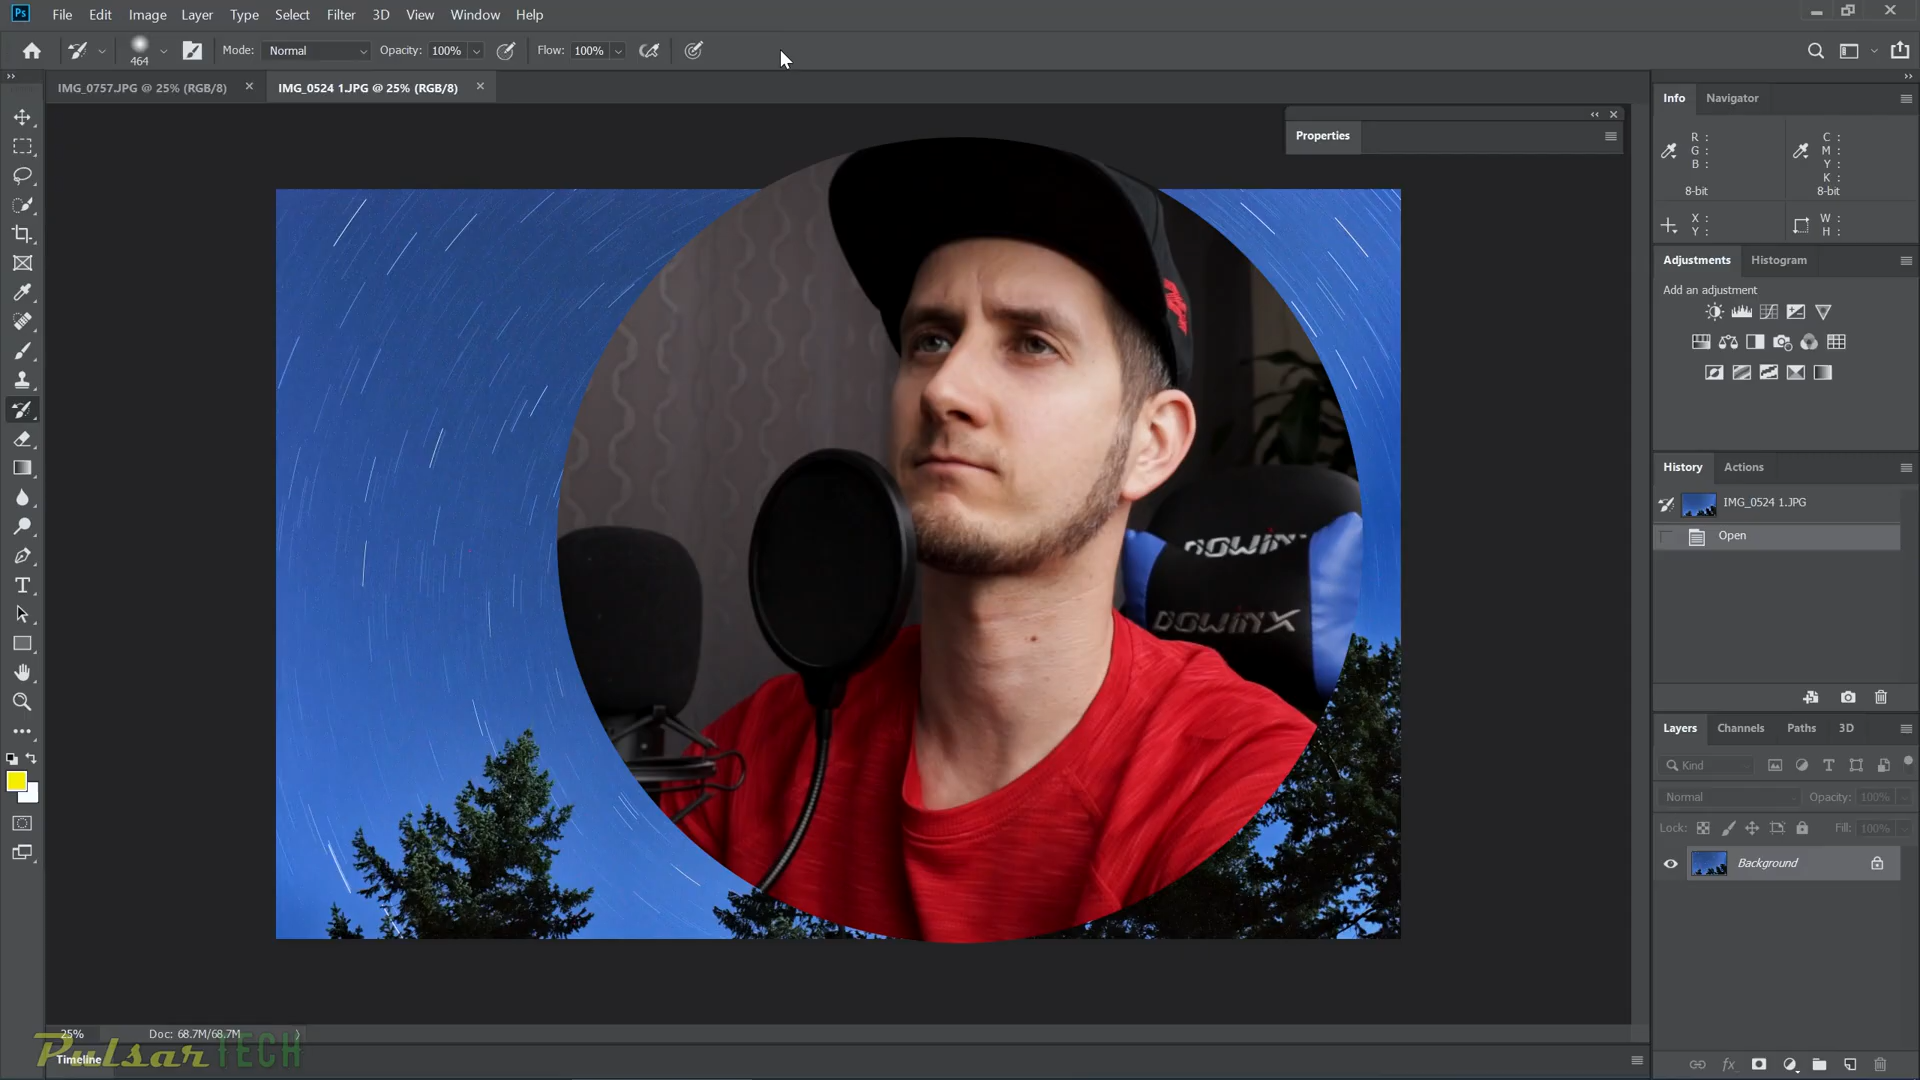 Ps File Edit Image Layer Type Select Filter 3D View Window Help
464 Mode: Normal Opacity: 100% Flow: 100%
IMG_0757.JPG @ 25% (RGB/8) IMG_0524 1.JPG @ 25% (RGB/8)
Properties
Info Navigator
R : C :
G : M :
B : Y :
K :
8-bit 8-bit
X : W :
Y : H :
Adjustments Histogram
Add an adjustment
History Actions
IMG_0524 1.JPG
Open
DOWINX
DOWINX
Layers Channels Paths 3D
Kind
Normal Opacity: 100%
Lock: Fill: 100%
Background
25% Doc: 68.7M/68.7M
PulsarTECH
Timeline